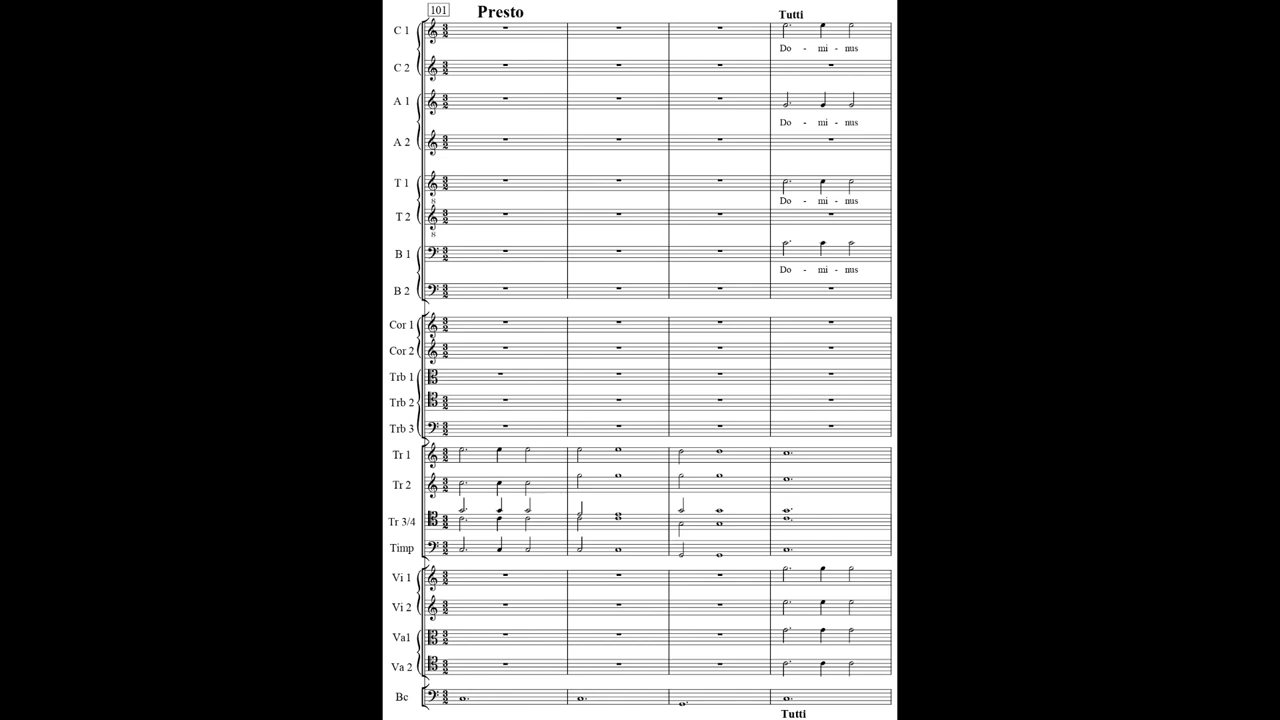 101 Presto
Tutti
C 1
Do - mi - nus
C 2
A 1
Do - mi - nus
A 2
T 1
8
Do - mi - nus
T 2
8
B 1
Do - mi - nus
B 2
Cor 1
Cor 2
Trb 1
Trb 2
Trb 3
Tr 1
Tr 2
Tr 3/4
Timp
Vi 1
Vi 2
Va1
Va 2
Bc
Tutti